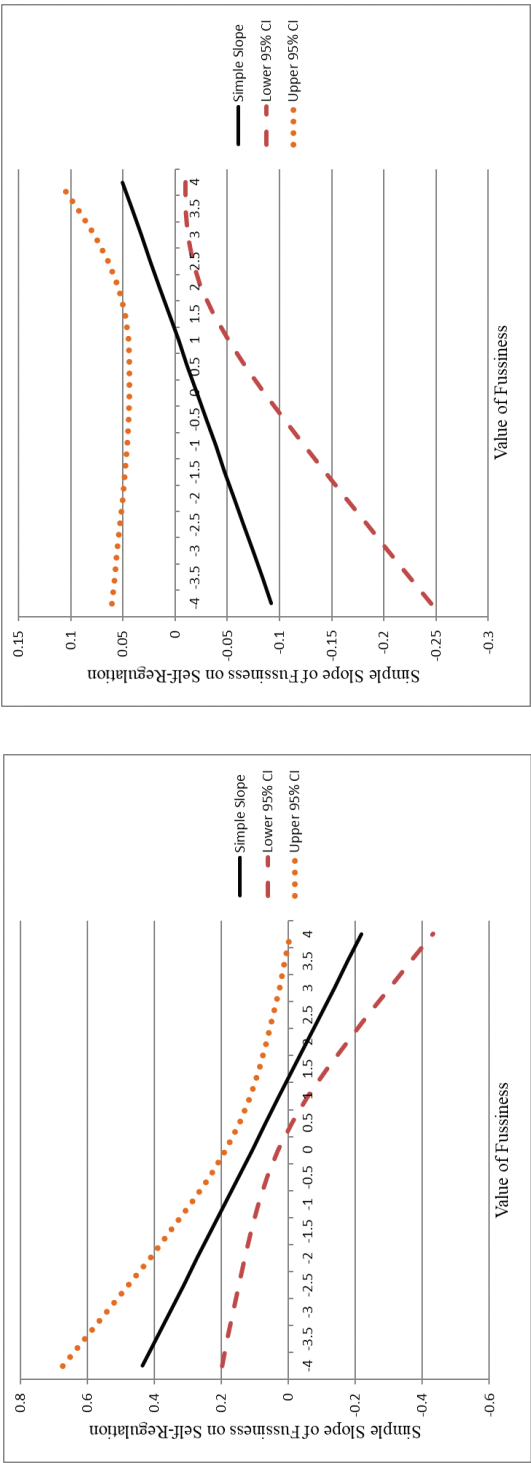 Simple Slope of Fussiness on Self-Regulation
0.8
0.6
0.4
0.2
0
-0.2
-0.4
-0.6
-4 -3.5 -3 -2.5 -2 -1.5 -1 -0.5 0 0.5 1 1.5 2 2.5 3 3.5 4
Value of Fussiness
Simple Slope
Lower 95% CI
Upper 95% CI
Simple Slope of Fussiness on Self-Regulation
0.15
0.1
0.05
0
-0.05
-0.1
-0.15
-0.2
-0.25
-0.3
-4 -3.5 -3 -2.5 -2 -1.5 -1 -0.5 0 0.5 1 1.5 2 2.5 3 3.5 4
Value of Fussiness
Simple Slope
Lower 95% CI
Upper 95% CI